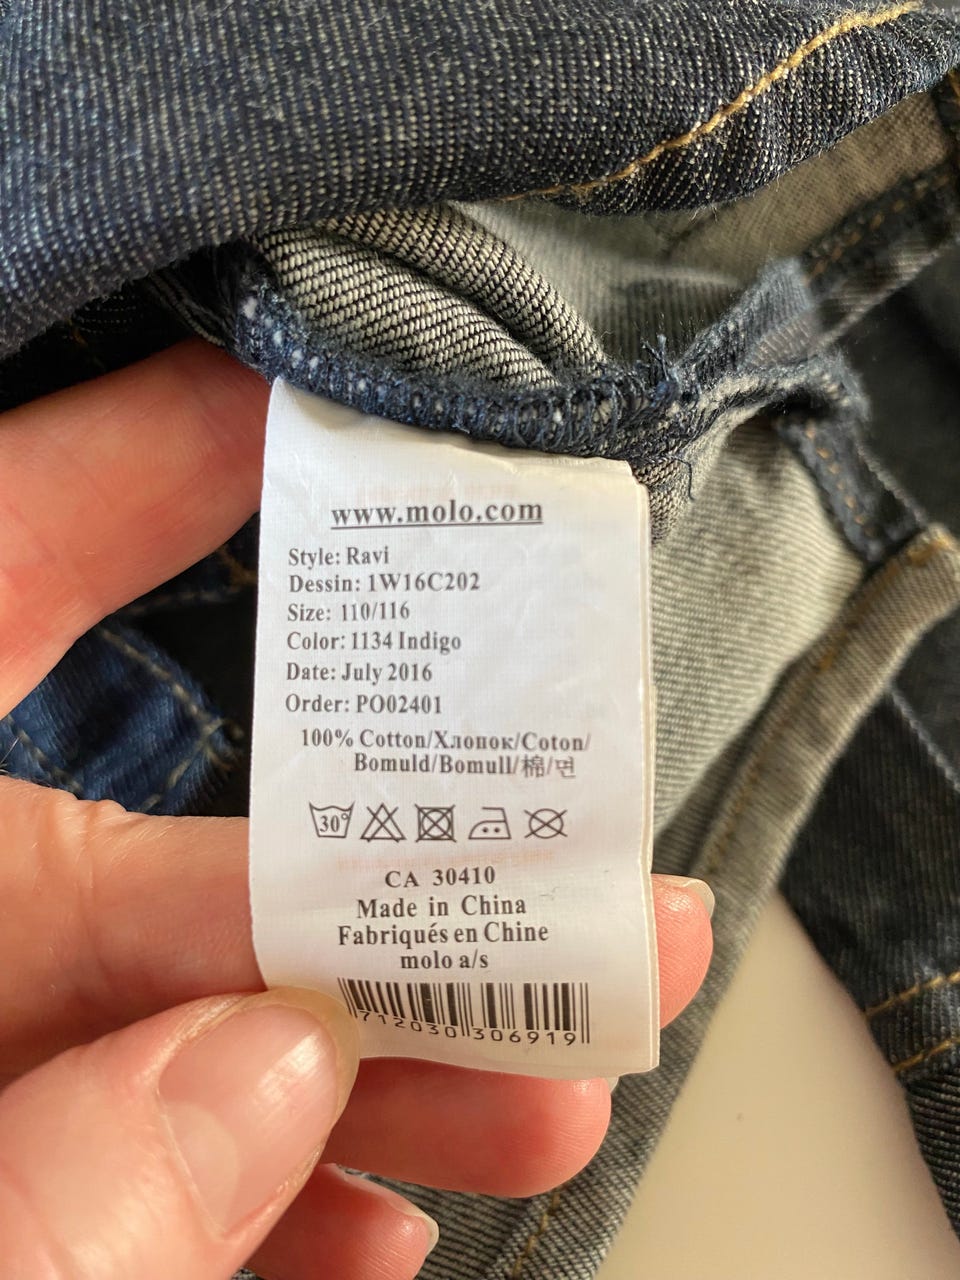 www.molo.com
Style: Ravi
Dessin: 1W16C202
Size: 110/116
Color: 1134 Indigo
Date: July 2016
Order: PO02401
100% Cotton/Хлопок/Coton/
Bomuld/Bomull/棉/면
30°
CA 30410
Made in China
Fabriqués en Chine
molo a/s
712030 306919